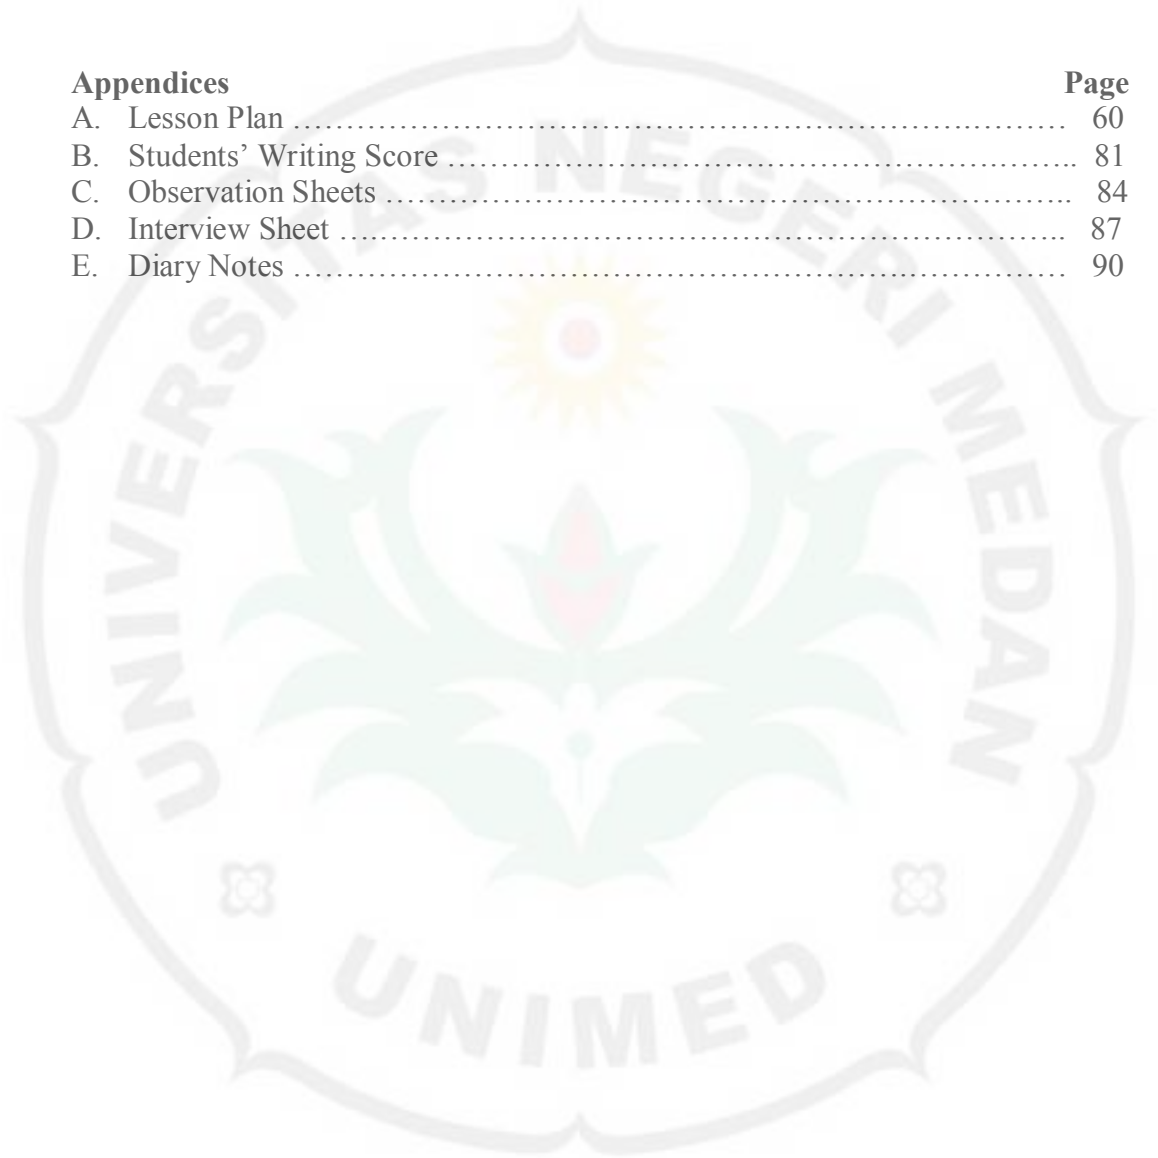 Appendices Page
A. Lesson Plan ………………………………………………………………….……… 60
B. Students’ Writing Score ……………………………………………………….….. 81
C. Observation Sheets ………………………………………………………………... 84
D. Interview Sheet ….………………………………………………………………... 87
E. Diary Notes ………………………………………………………….…………… 90
UNIVERSITAS NEGERI MEDAN
UNIMED